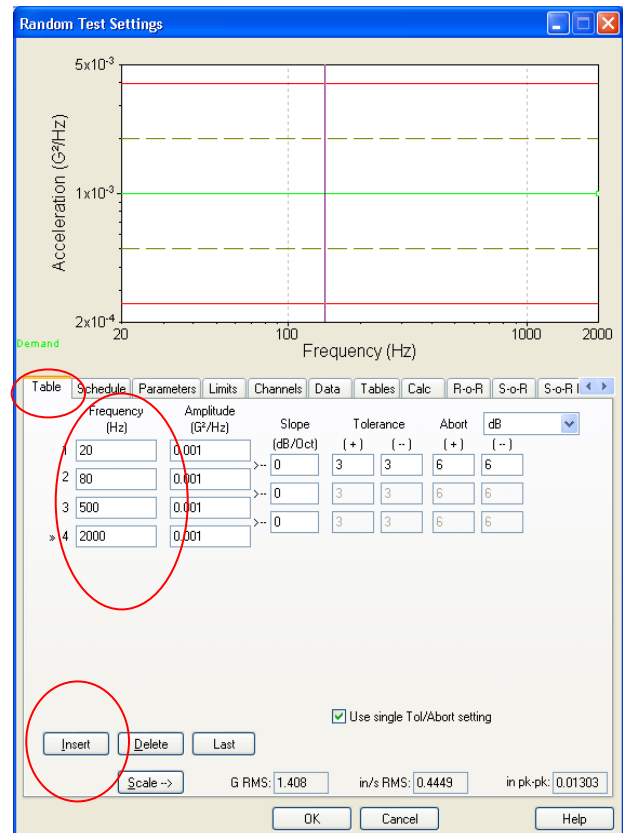 Random Test Settings
5x10⁻³
1x10⁻³
2x10⁻⁴
Acceleration (G²/Hz)
20 100 1000 2000
Demand
Frequency (Hz)
Table Schedule Parameters Limits Channels Data Tables Calc R-o-R S-o-R S-o-R
Frequency (Hz) Amplitude (G²/Hz) Slope (dB/Oct) Tolerance (+) (--) Abort (+) (--) dB
1 20 0.001
>-- 0 3 3 6 6
2 80 0.001
>-- 0 3 3 6 6
3 500 0.001
>-- 0 3 3 6 6
» 4 2000 0.001
Use single Tol/Abort setting
Insert Delete Last
Scale --> G RMS: 1.408 in/s RMS: 0.4449 in pk-pk: 0.01303
OK Cancel Help